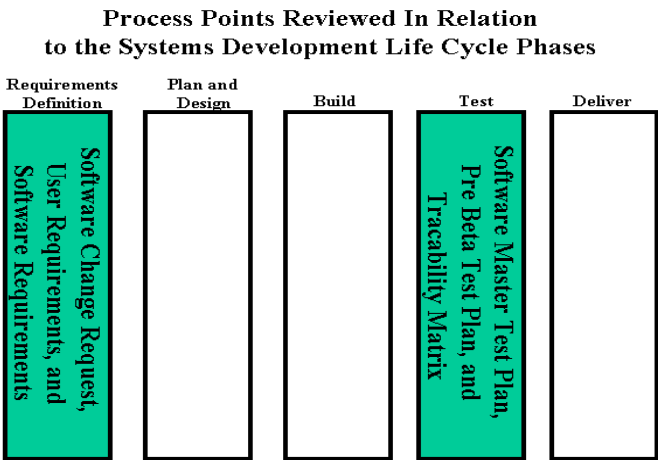 Process Points Reviewed In Relation
to the Systems Development Life Cycle Phases
Requirements
Definition
Plan and
Design
Build
Test
Deliver
Software Change Request,
User Requirements, and
Software Requirements
Software Master Test Plan,
Pre Beta Test Plan, and
Tracability Matrix